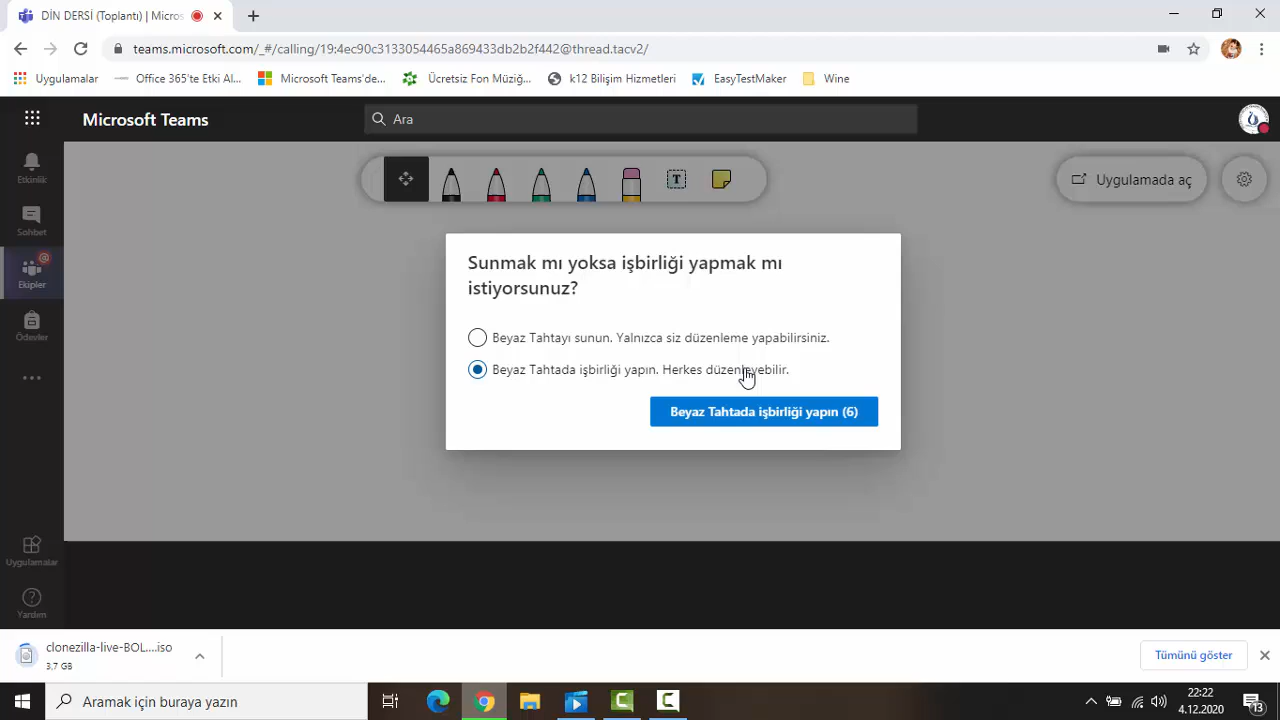 DİN DERSİ (Toplantı) | Micros
teams.microsoft.com/_#/calling/19:4ec90c3133054465a869433db2b2f442@thread.tacv2/
Uygulamalar
Office 365'te Etki Al...
Microsoft Teams'de...
Ücretsiz Fon Müziğ...
k12 Bilişim Hizmetleri
EasyTestMaker
Wine
Microsoft Teams
Ara
Etkinlik
Sohbet
Ekipler
Ödevler
Uygulamalar
Yardım
T
Uygulamada aç
Sunmak mı yoksa işbirliği yapmak mı
istiyorsunuz?
Beyaz Tahtayı sunun. Yalnızca siz düzenleme yapabilirsiniz.
Beyaz Tahtada işbirliği yapın. Herkes düzenleyebilir.
Beyaz Tahtada işbirliği yapın (6)
clonezilla-live-BOL....iso
3,7 GB
Tümünü göster
Aramak için buraya yazın
22:22
4.12.2020
13